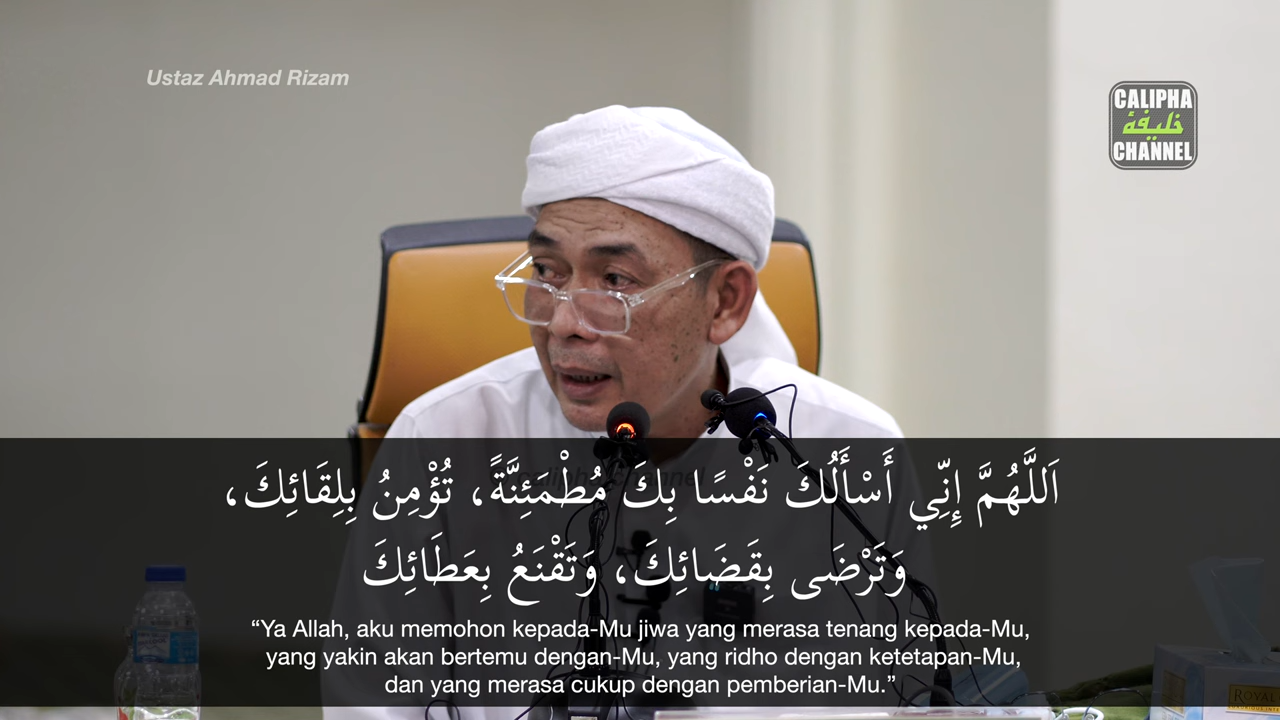 Ustaz Ahmad Rizam
CALIPHA
خليفة
CHANNEL
اَللَّهُمَّ إِنِّي أَسْأَلُكَ نَفْسًا بِكَ مُطْمَئِنَّةً، تُؤْمِنُ بِلِقَائِكَ،
وَتَرْضَى بِقَضَائِكَ، وَتَقْنَعُ بِعَطَائِكَ
“Ya Allah, aku memohon kepada-Mu jiwa yang merasa tenang kepada-Mu,
yang yakin akan bertemu dengan-Mu, yang ridho dengan ketetapan-Mu,
dan yang merasa cukup dengan pemberian-Mu.”
ROYAL